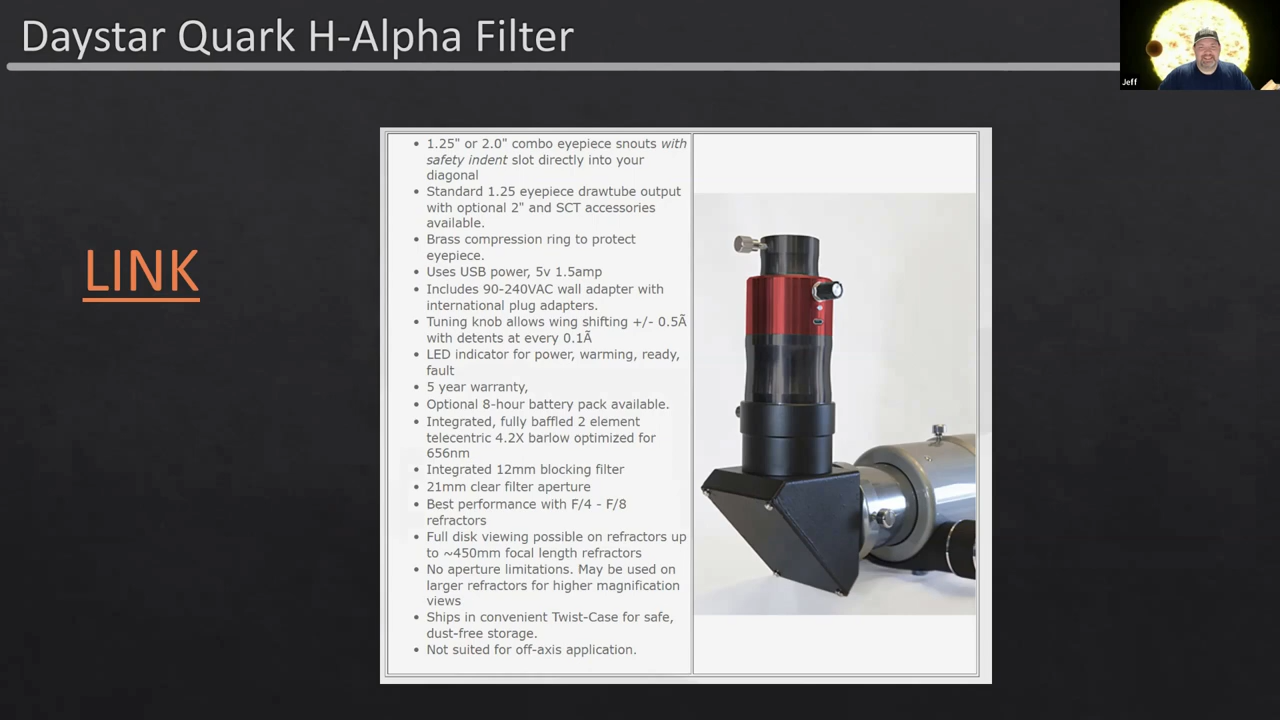 Daystar Quark H-Alpha Filter
Jeff
LINK
• 1.25" or 2.0" combo eyepiece snouts with
safety indent slot directly into your
diagonal
• Standard 1.25 eyepiece drawtube output
with optional 2" and SCT accessories
available.
• Brass compression ring to protect
eyepiece.
• Uses USB power, 5v 1.5amp
• Includes 90-240VAC wall adapter with
international plug adapters.
• Tuning knob allows wing shifting +/- 0.5Ã
with detents at every 0.1Ã
• LED indicator for power, warming, ready,
fault
• 5 year warranty,
• Optional 8-hour battery pack available.
• Integrated, fully baffled 2 element
telecentric 4.2X barlow optimized for
656nm
• Integrated 12mm blocking filter
• 21mm clear filter aperture
• Best performance with F/4 - F/8
refractors
• Full disk viewing possible on refractors up
to ~450mm focal length refractors
• No aperture limitations. May be used on
larger refractors for higher magnification
views
• Ships in convenient Twist-Case for safe,
dust-free storage.
• Not suited for off-axis application.